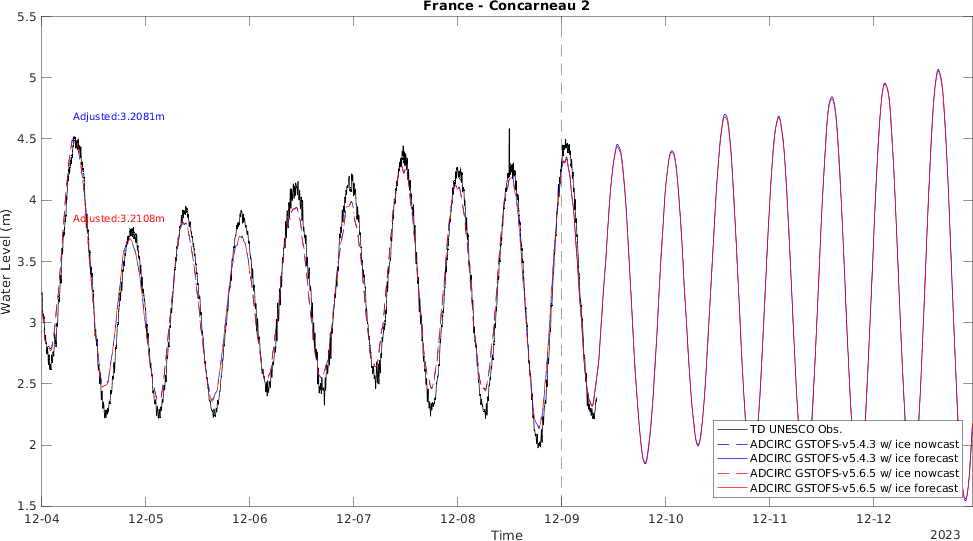 France - Concarneau 2
5.5
5
4.5
4
3.5
3
2.5
2
1.5
Water Level (m)
Adjusted:3.2081m
Adjusted:3.2108m
TD UNESCO Obs.
ADCIRC GSTOFS-v5.4.3 w/ ice nowcast
ADCIRC GSTOFS-v5.4.3 w/ ice forecast
ADCIRC GSTOFS-v5.6.5 w/ ice nowcast
ADCIRC GSTOFS-v5.6.5 w/ ice forecast
12-04 12-05 12-06 12-07 12-08 12-09 12-10 12-11 12-12
Time
2023